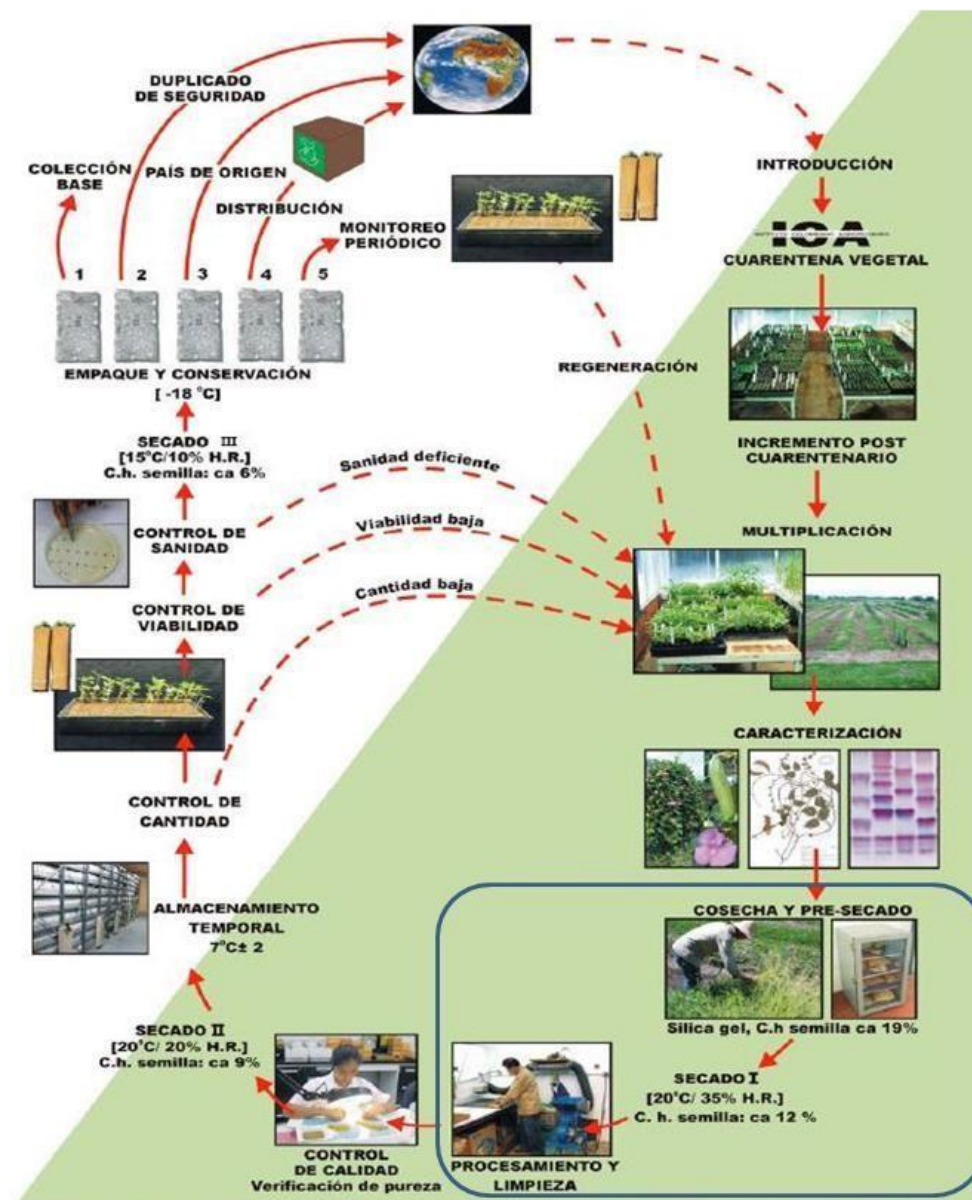 DUPLICADO
DE SEGURIDAD
COLECCIÓN
BASE
PAÍS DE ORIGEN
DISTRIBUCIÓN
MONITOREO
PERIÓDICO
1
2
3
4
5
EMPAQUE Y CONSERVACIÓN
[ -18 °C]
SECADO III
[15°C/10% H.R.]
C.h. semilla: ca 6%
CONTROL DE
SANIDAD
CONTROL DE
VIABILIDAD
CONTROL DE
CANTIDAD
ALMACENAMIENTO
TEMPORAL
7°C± 2
SECADO II
[20°C/ 20% H.R.]
C.h. semilla: ca 9%
CONTROL
DE CALIDAD
Verificación de pureza
Sanidad deficiente
Viabilidad baja
Cantidad baja
REGENERACIÓN
INTRODUCCIÓN
ICA
CUARENTENA VEGETAL
INCREMENTO POST
CUARENTENARIO
MULTIPLICACIÓN
CARACTERIZACIÓN
COSECHA Y PRE-SECADO
Silica gel, C.h semilla ca 19%
SECADO I
[20°C/ 35% H.R.]
C. h. semilla: ca 12 %
PROCESAMIENTO Y
LIMPIEZA